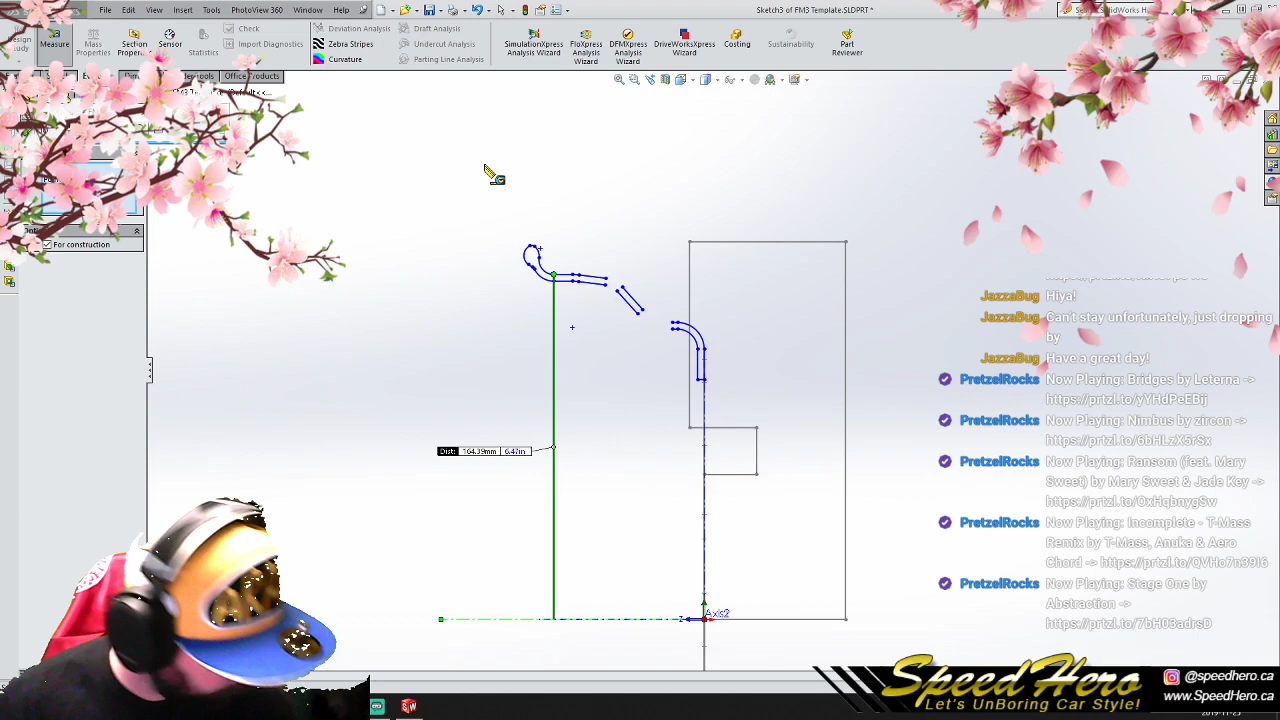 File Edit View Insert Tools PhotoView 360 Window Help
Sketch3 of FM3 Template.SLDPRT *
Design Study
Measure
Mass Properties
Section Properties
Sensor
Statistics
Check
Import Diagnostics
Deviation Analysis
Zebra Stripes
Curvature
Draft Analysis
Undercut Analysis
Parting Line Analysis
SimulationXpress Analysis Wizard
FloXpress Analysis Wizard
DFMXpress Analysis Wizard
DriveWorksXpress Wizard
Costing
Sustainability
Part Reviewer
Office Products
For construction
Dist: 164.39mm 6.47in
Axis2
JazzaBug Hiya!
JazzaBug Can't stay unfortunately, just dropping
by
JazzaBug Have a great day!
PretzelRocks Now Playing: Bridges by Leterna ->
https://prtzl.to/yYHdPeEBij
PretzelRocks Now Playing: Nimbus by zircon ->
https://prtzl.to/6bHLzX5rSx
PretzelRocks Now Playing: Ransom (feat. Mary
Sweet) by Mary Sweet & Jade Key ->
https://prtzl.to/OxHqbnygSw
PretzelRocks Now Playing: Incomplete - T-Mass
Remix by T-Mass, Anuka & Aero
Chord -> https://prtzl.to/QVHo7n39I6
PretzelRocks Now Playing: Stage One by
Abstraction ->
https://prtzl.to/7bH03adrsD
SpeedHero
Let's UnBoring Car Style!
@speedhero.ca
www.SpeedHero.ca